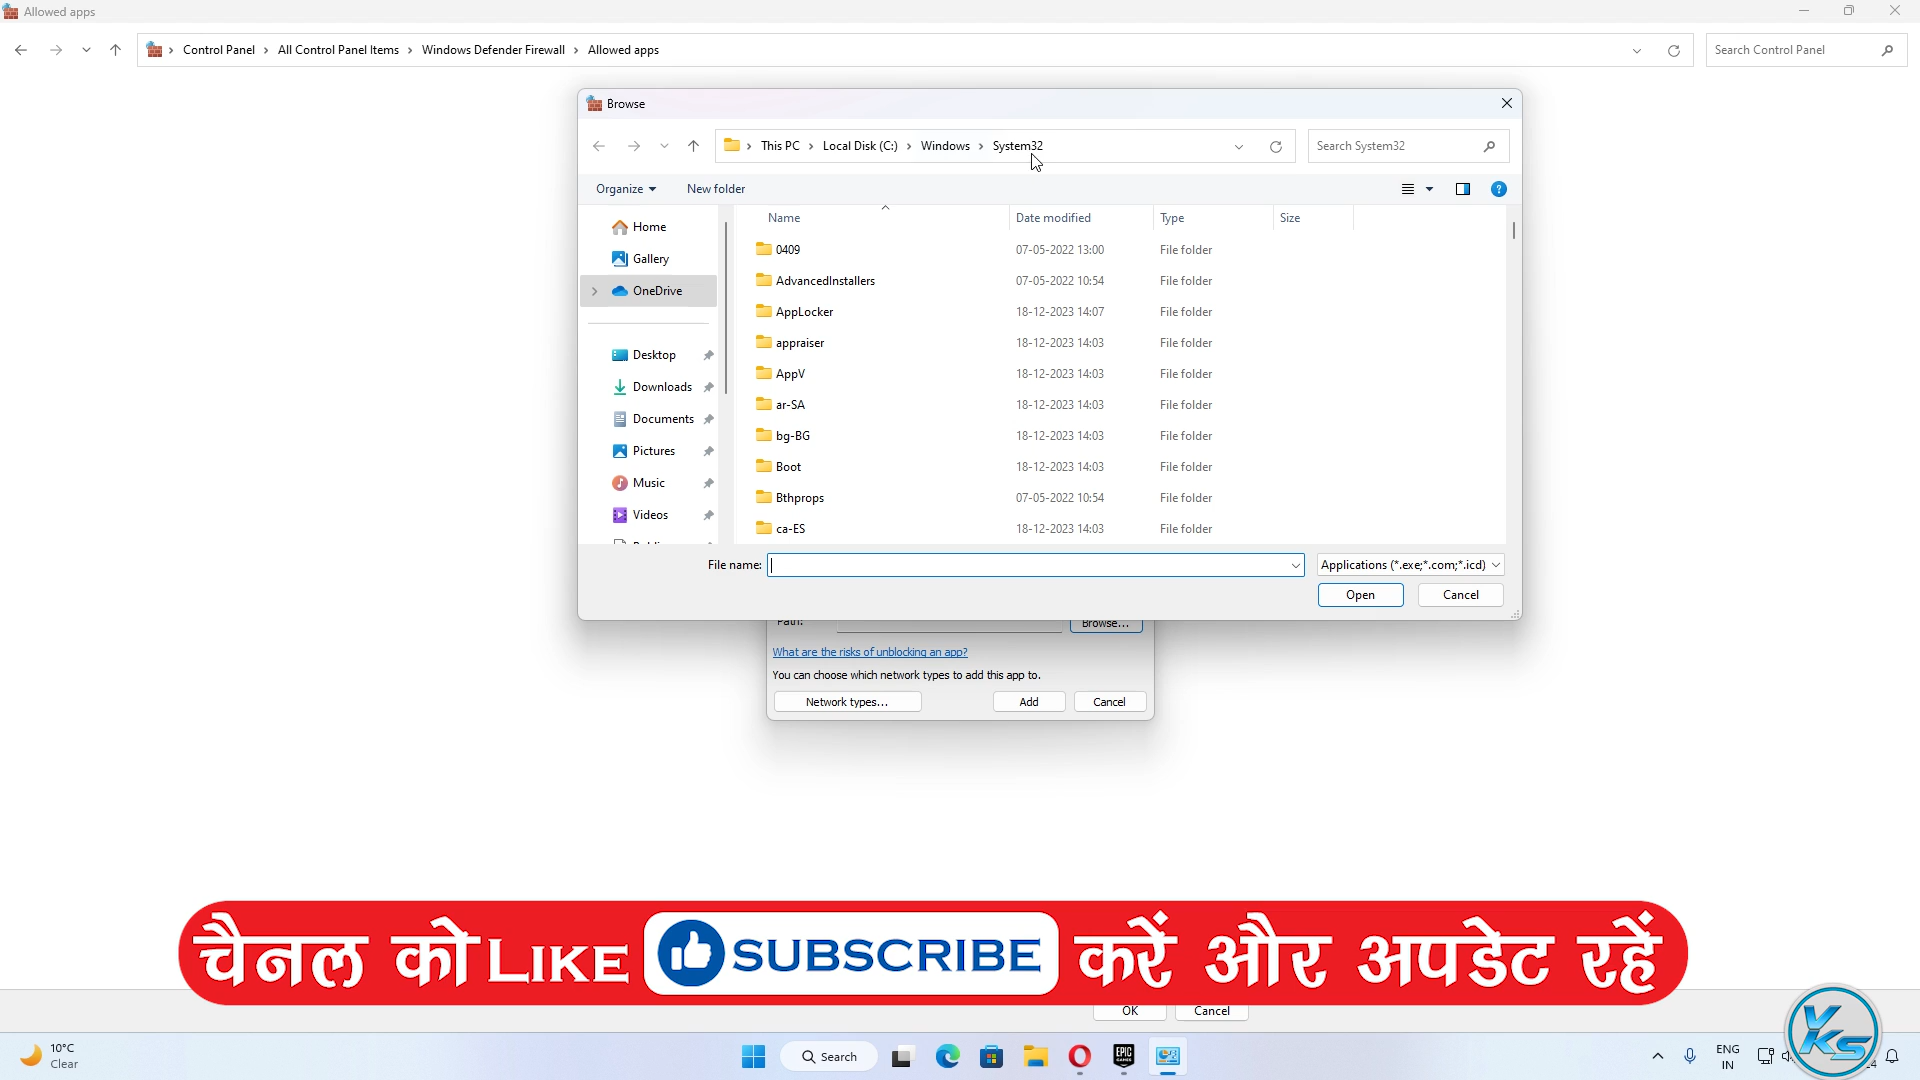 Allowed apps
Control Panel > All Control Panel Items > Windows Defender Firewall > Allowed apps
Search Control Panel
Browse
This PC > Local Disk (C:) > Windows > System32
Search System32
Organize
New folder
Name Date modified Type Size
Home
Gallery
OneDrive
Desktop
Downloads
Documents
Pictures
Music
Videos
0409 07-05-2022 13:00 File folder
AdvancedInstallers 07-05-2022 10:54 File folder
AppLocker 18-12-2023 14:07 File folder
appraiser 18-12-2023 14:03 File folder
AppV 18-12-2023 14:03 File folder
ar-SA 18-12-2023 14:03 File folder
bg-BG 18-12-2023 14:03 File folder
Boot 18-12-2023 14:03 File folder
Bthprops 07-05-2022 10:54 File folder
ca-ES 18-12-2023 14:03 File folder
File name:
Applications (*.exe;*.com;*.icd)
Open Cancel
Path: Browse...
What are the risks of unblocking an app?
You can choose which network types to add this app to.
Network types... Add Cancel
चैनल को LIKE SUBSCRIBE करें और अपडेट रहें
OK Cancel
10°C
Clear
Search
EPIC GAMES
ENG
IN
YKS